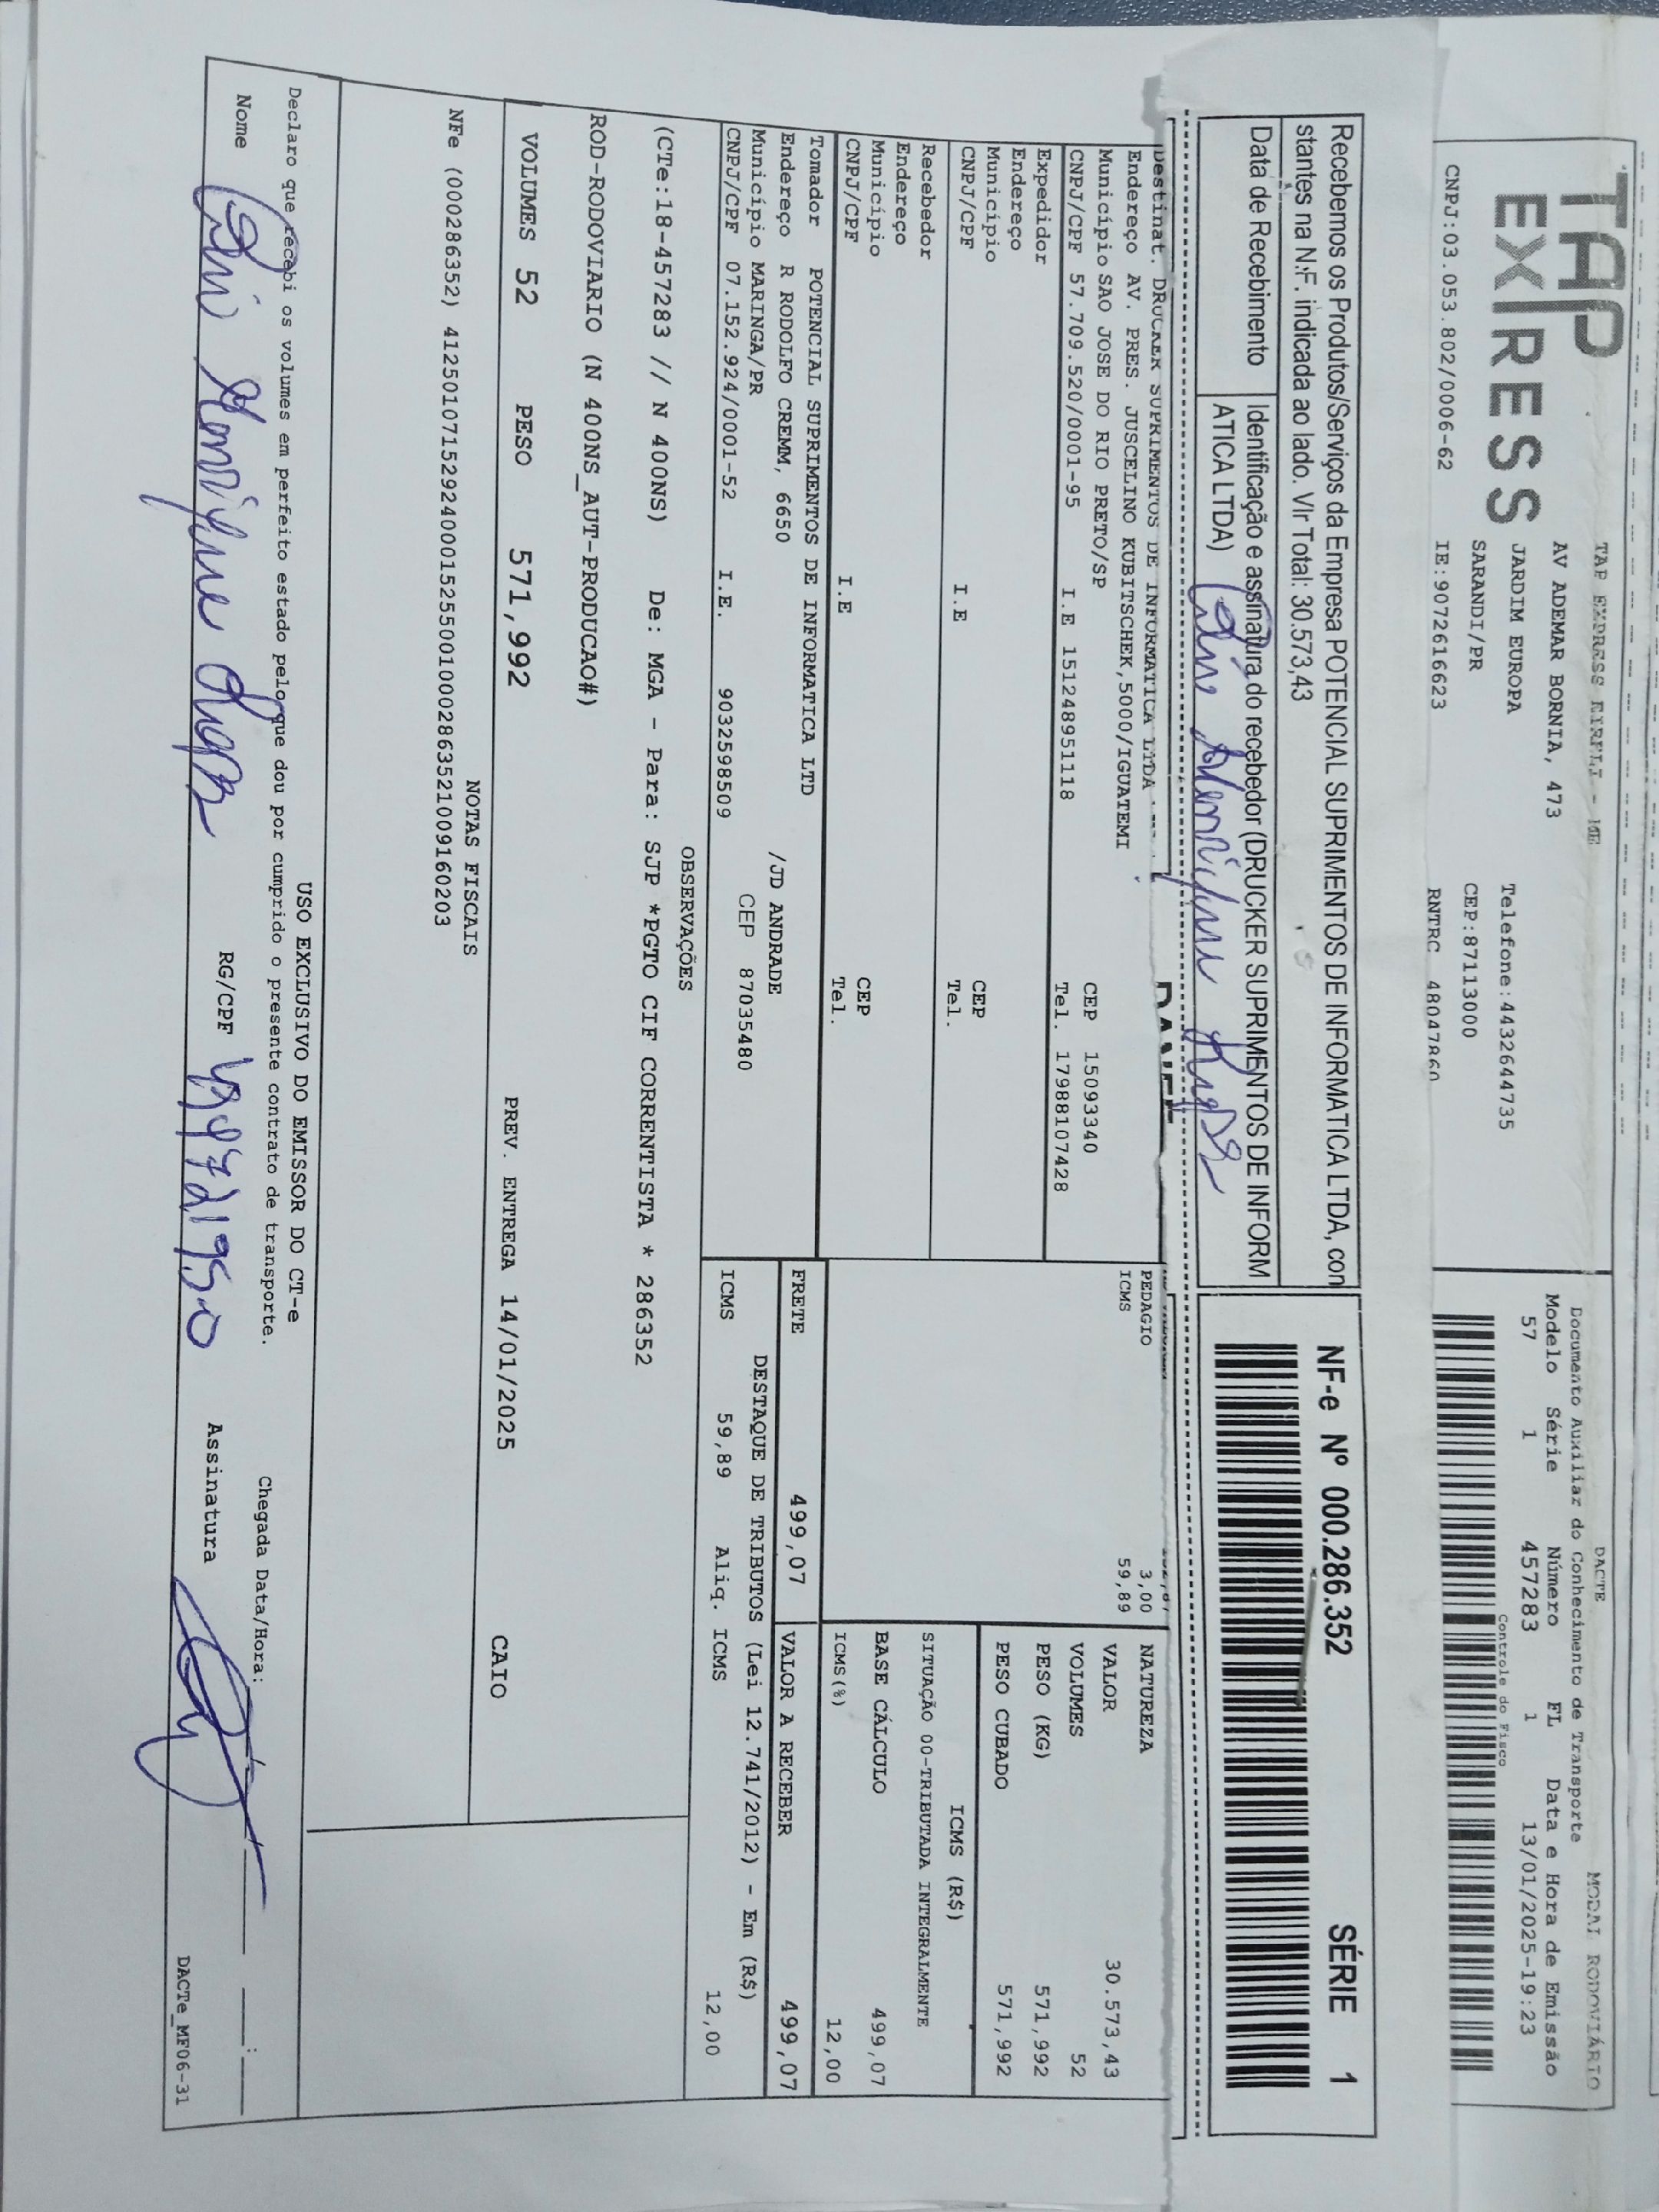 TAP
EXPRESS
TAP EXPRESS EIRELI - ME
AV ADEMAR BORNIA, 473
JARDIM EUROPA
SARANDI/PR
Telefone:4432644735
CEP:87113000
CNPJ:03.053.802/0006-62
IE:9072616623
RNTRC 48047860
DACTE
MODAL RODOVIÁRIO
Documento Auxiliar do Conhecimento de Transporte
Modelo Série Número FL Data e Hora de Emissão
57 1 457283 1 13/01/2025-19:23
Controle do Fisco
Recebemos os Produtos/Serviços da Empresa POTENCIAL SUPRIMENTOS DE INFORMATICA LTDA, con
stantes na N.F. indicada ao lado. Vlr Total: 30.573,43
Data de Recebimento
Identificação e assinatura do recebedor (DRUCKER SUPRIMENTOS DE INFORM
ATICA LTDA)
NF-e Nº 000.286.352 SÉRIE 1
DANFE
Destinat. DRUCKER SUPRIMENTOS DE INFORMATICA LTDA
Endereço AV. PRES. JUSCELINO KUBITSCHEK,5000/IGUATEMI
Município SAO JOSE DO RIO PRETO/SP CEP 15093340
CNPJ/CPF 57.709.520/0001-95 I.E 151248951118 Tel. 17988107428
Expedidor
Endereço
Município CEP
CNPJ/CPF I.E Tel.
Recebedor
Endereço
Município CEP
CNPJ/CPF I.E Tel.
Tomador POTENCIAL SUPRIMENTOS DE INFORMATICA LTD
Endereço R RODOLFO CREMM, 6650 /JD ANDRADE
Município MARINGA/PR CEP 87035480
CNPJ/CPF 07.152.924/0001-52 I.E. 9032598509
PEDAGIO 3,00
ICMS 59,89
NATUREZA
VALOR 30.573,43
VOLUMES 52
PESO (KG) 571,992
PESO CUBADO 571,992
ICMS (R$)
SITUAÇÃO 00-TRIBUTADA INTEGRALMENTE
BASE CÁLCULO 499,07
ICMS(%) 12,00
FRETE 499,07
VALOR A RECEBER 499,07
DESTAQUE DE TRIBUTOS (Lei 12.741/2012) - Em (R$)
ICMS 59,89 Aliq. ICMS 12,00
OBSERVAÇÕES
(CTe:18-457283 // N 400NS) De: MGA - Para: SJP *PGTO CIF CORRENTISTA * 286352
ROD-RODOVIARIO (N 400NS_AUT-PRODUCAO#)
VOLUMES 52 PESO 571,992 PREV. ENTREGA 14/01/2025 CAIO
NOTAS FISCAIS
NFe (000286352) 41250107152924000152550010002863521009160203
USO EXCLUSIVO DO EMISSOR DO CT-e
Declaro que recebi os volumes em perfeito estado pelo que dou por cumprido o presente contrato de transporte.
Chegada Data/Hora: ____ ____:____
Nome RG/CPF Assinatura
DACTe_MF06-31